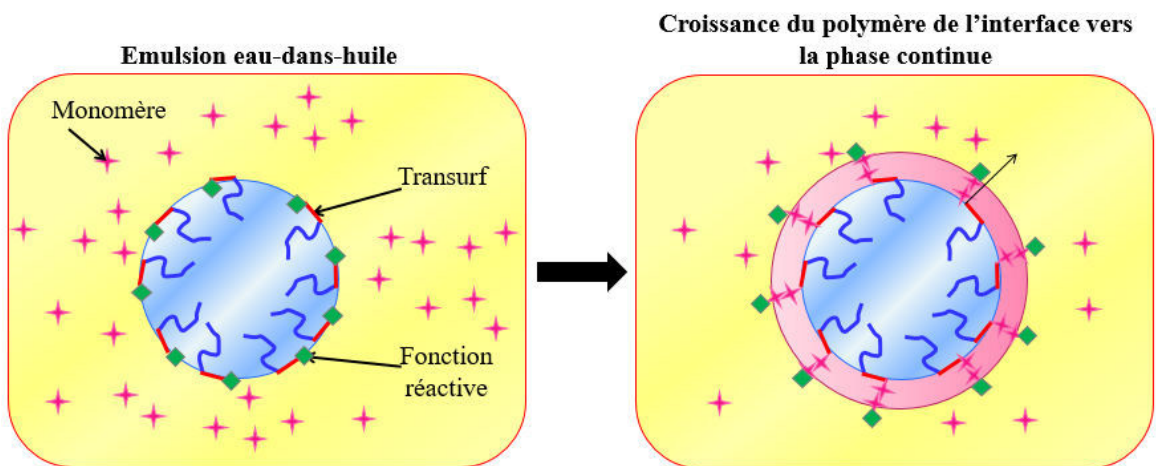 Emulsion eau-dans-huile
Monomère
Transurf
Fonction
réactive
Croissance du polymère de l’interface vers
la phase continue